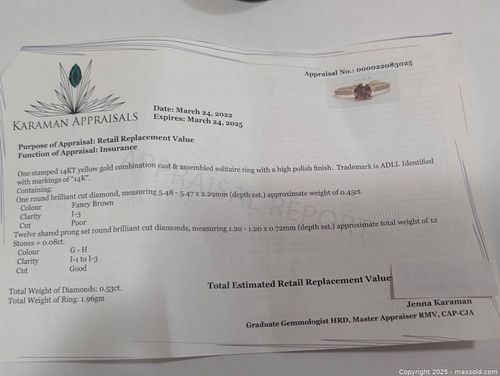 Appraisal No.: 000022083025
KARAMAN APPRAISALS
Date: March 24, 2022
Expires: March 24, 2025
Purpose of Appraisal: Retail Replacement Value
Function of Appraisal: Insurance
One stamped 14KT yellow gold combination cast & assembled solitaire ring with a high polish finish. Trademark is ADLI. Identified
with markings of "14K".
Containing:
One round brilliant cut diamond, measuring 5.48 - 5.47 x 2.29mm (depth est.) approximate weight of 0.45ct.
Colour Fancy Brown
Clarity I-3
Cut Poor
Twelve shared prong set round brilliant cut diamonds, measuring 1.20 - 1.20 x 0.72mm (depth est.) approximate total weight of 12
Stones = 0.08ct.
Colour G - H
Clarity I-1 to I-3
Cut Good
Total Weight of Diamonds: 0.53ct.
Total Weight of Ring: 1.96gm
Total Estimated Retail Replacement Value
Jenna Karaman
Graduate Gemmologist HRD, Master Appraiser RMV, CAP-CJA
Copyright © 2025 - maxsold.com